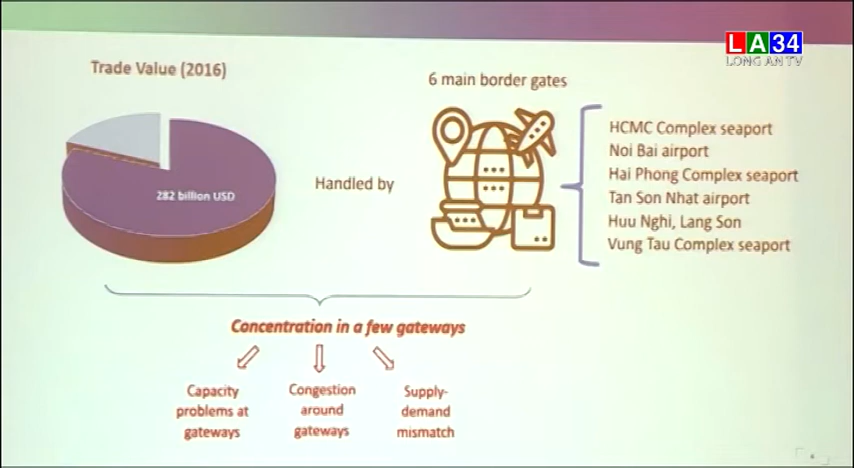 LA34
LONG AN TV
Trade Value (2016)
6 main border gates
282 billion USD
Handled by
HCMC Complex seaport
Noi Bai airport
Hai Phong Complex seaport
Tan Son Nhat airport
Huu Nghi, Lang Son
Vung Tau Complex seaport
Concentration in a few gateways
Capacity
problems at
gateways
Congestion
around
gateways
Supply-
demand
mismatch